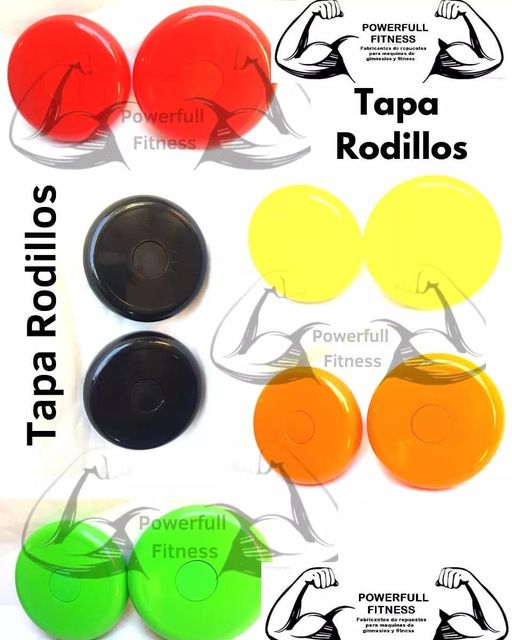 POWERFULL
FITNESS
Fabricantes de repuestos
para maquinas de
gimnasios y fitness
Tapa
Rodillos
Powerfull
Fitness
Tapa Rodillos
Powerfull
Fitness
Powerfull
Fitness
POWERFULL
FITNESS
Fabricantes de repuestos
para maquinas de
gimnasios y fitness